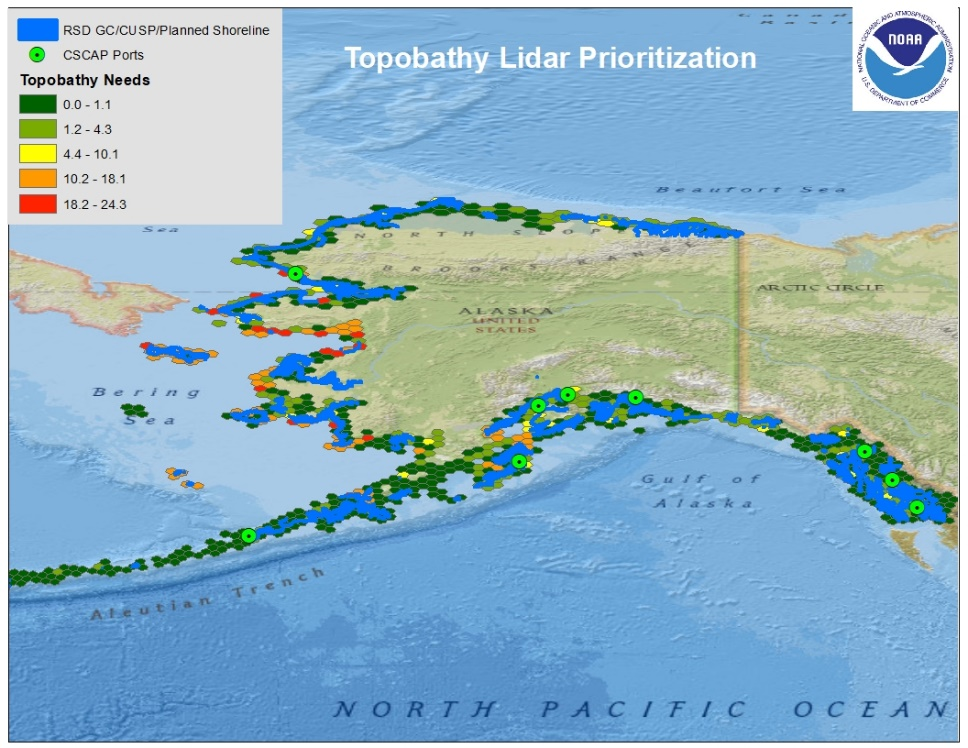 RSD GC/CUSP/Planned Shoreline
CSCAP Ports
Topobathy Needs
0.0 - 1.1
1.2 - 4.3
4.4 - 10.1
10.2 - 18.1
18.2 - 24.3
Topobathy Lidar Prioritization
NATIONAL OCEANIC AND ATMOSPHERIC ADMINISTRATION
NOAA
U.S. DEPARTMENT OF COMMERCE
Beaufort Sea
Sea
NORTH SLOP
BROOKS RANGE
ARCTIC CIRCLE
ALASKA
UNITED
STATES
Bering
Sea
Gulf of
Alaska
Aleutian Trench
NORTH PACIFIC OCEAN